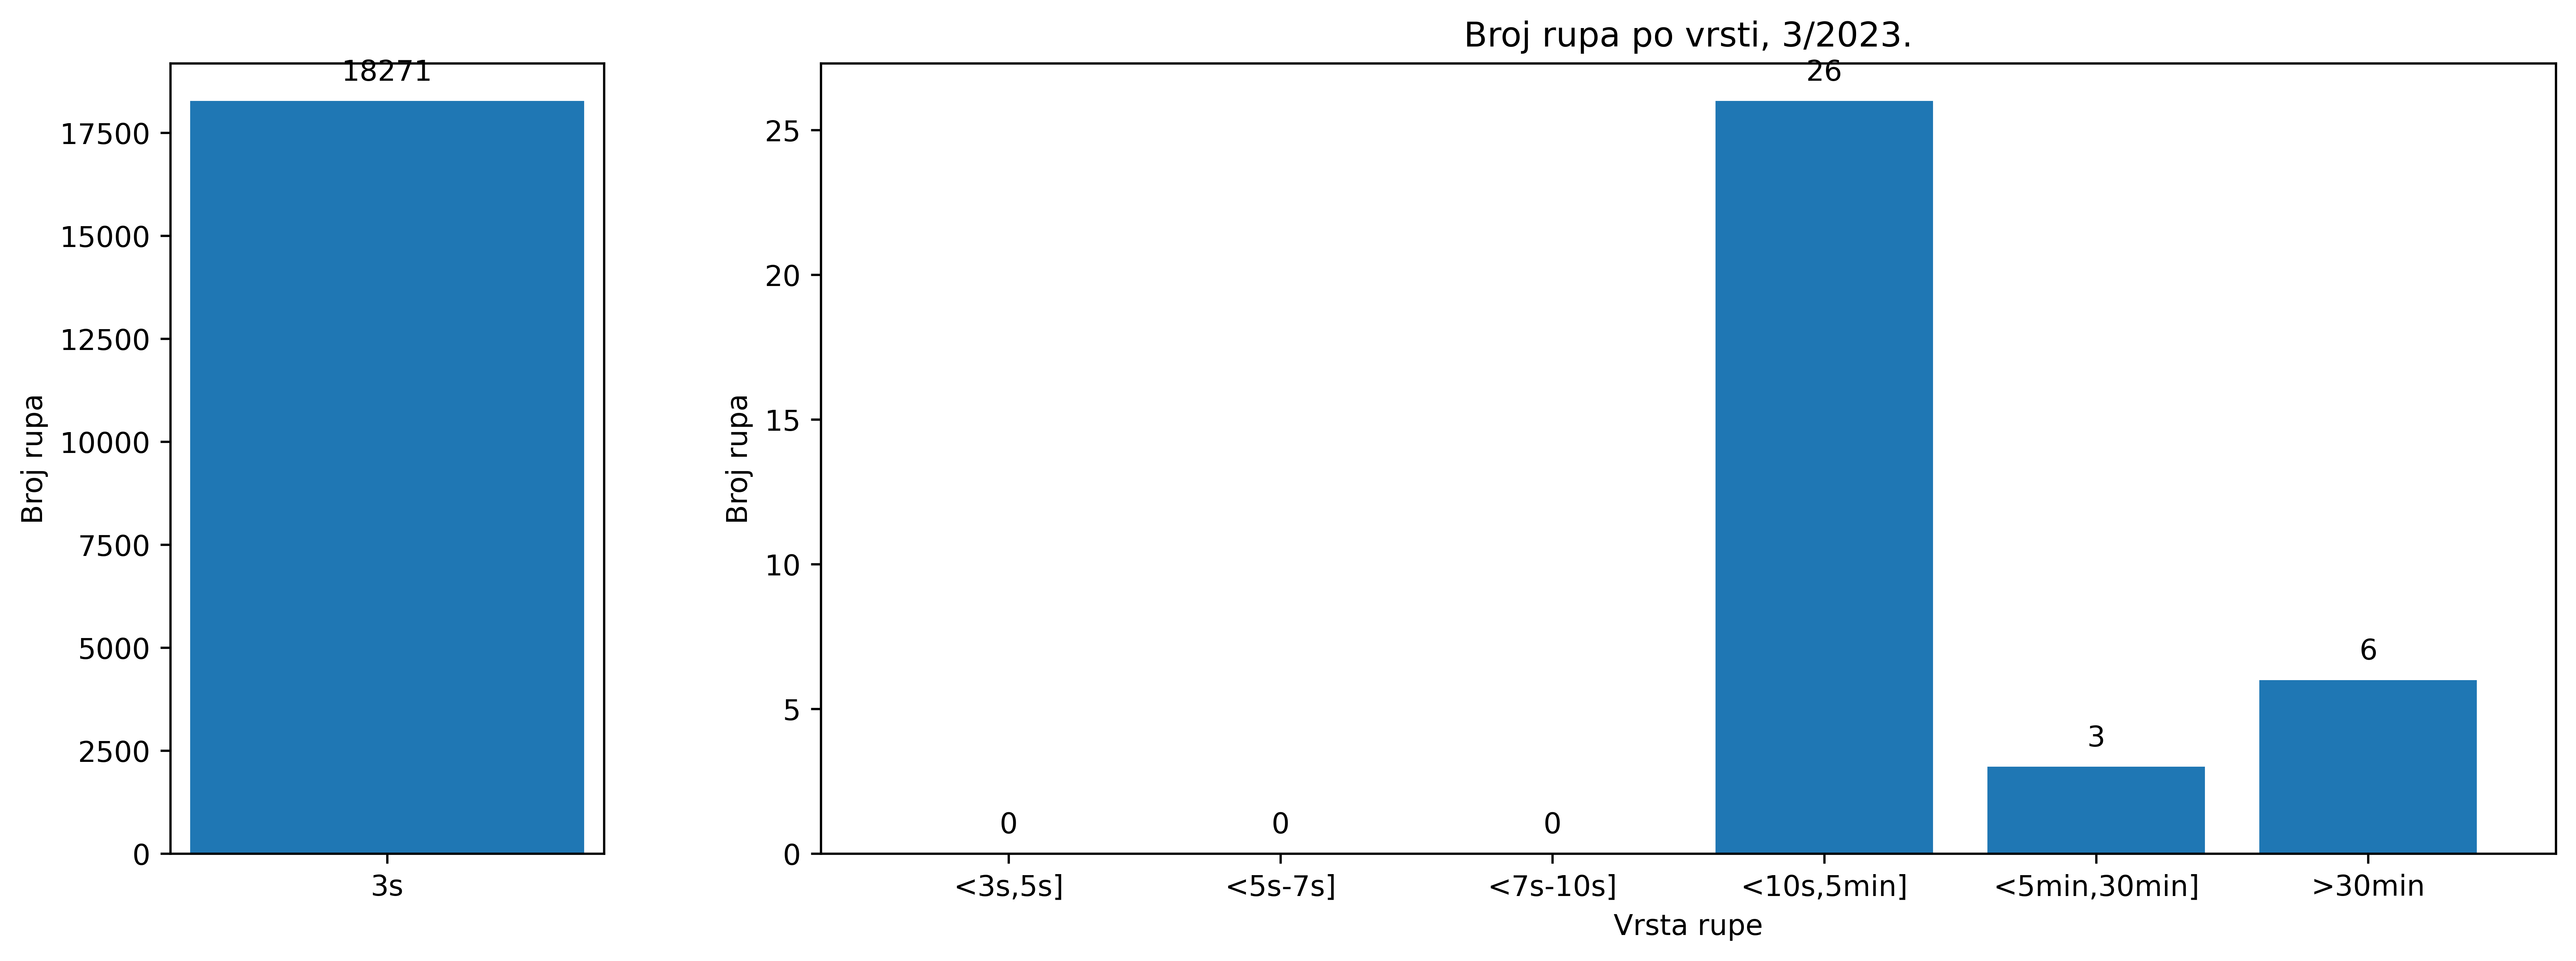 Broj rupa po vrsti, 3/2023.
18271
17500
15000
12500
10000
7500
5000
2500
0
Broj rupa
3s
26
25
20
15
10
5
0
Broj rupa
0
0
0
3
6
<3s,5s]
<5s-7s]
<7s-10s]
<10s,5min]
<5min,30min]
>30min
Vrsta rupe